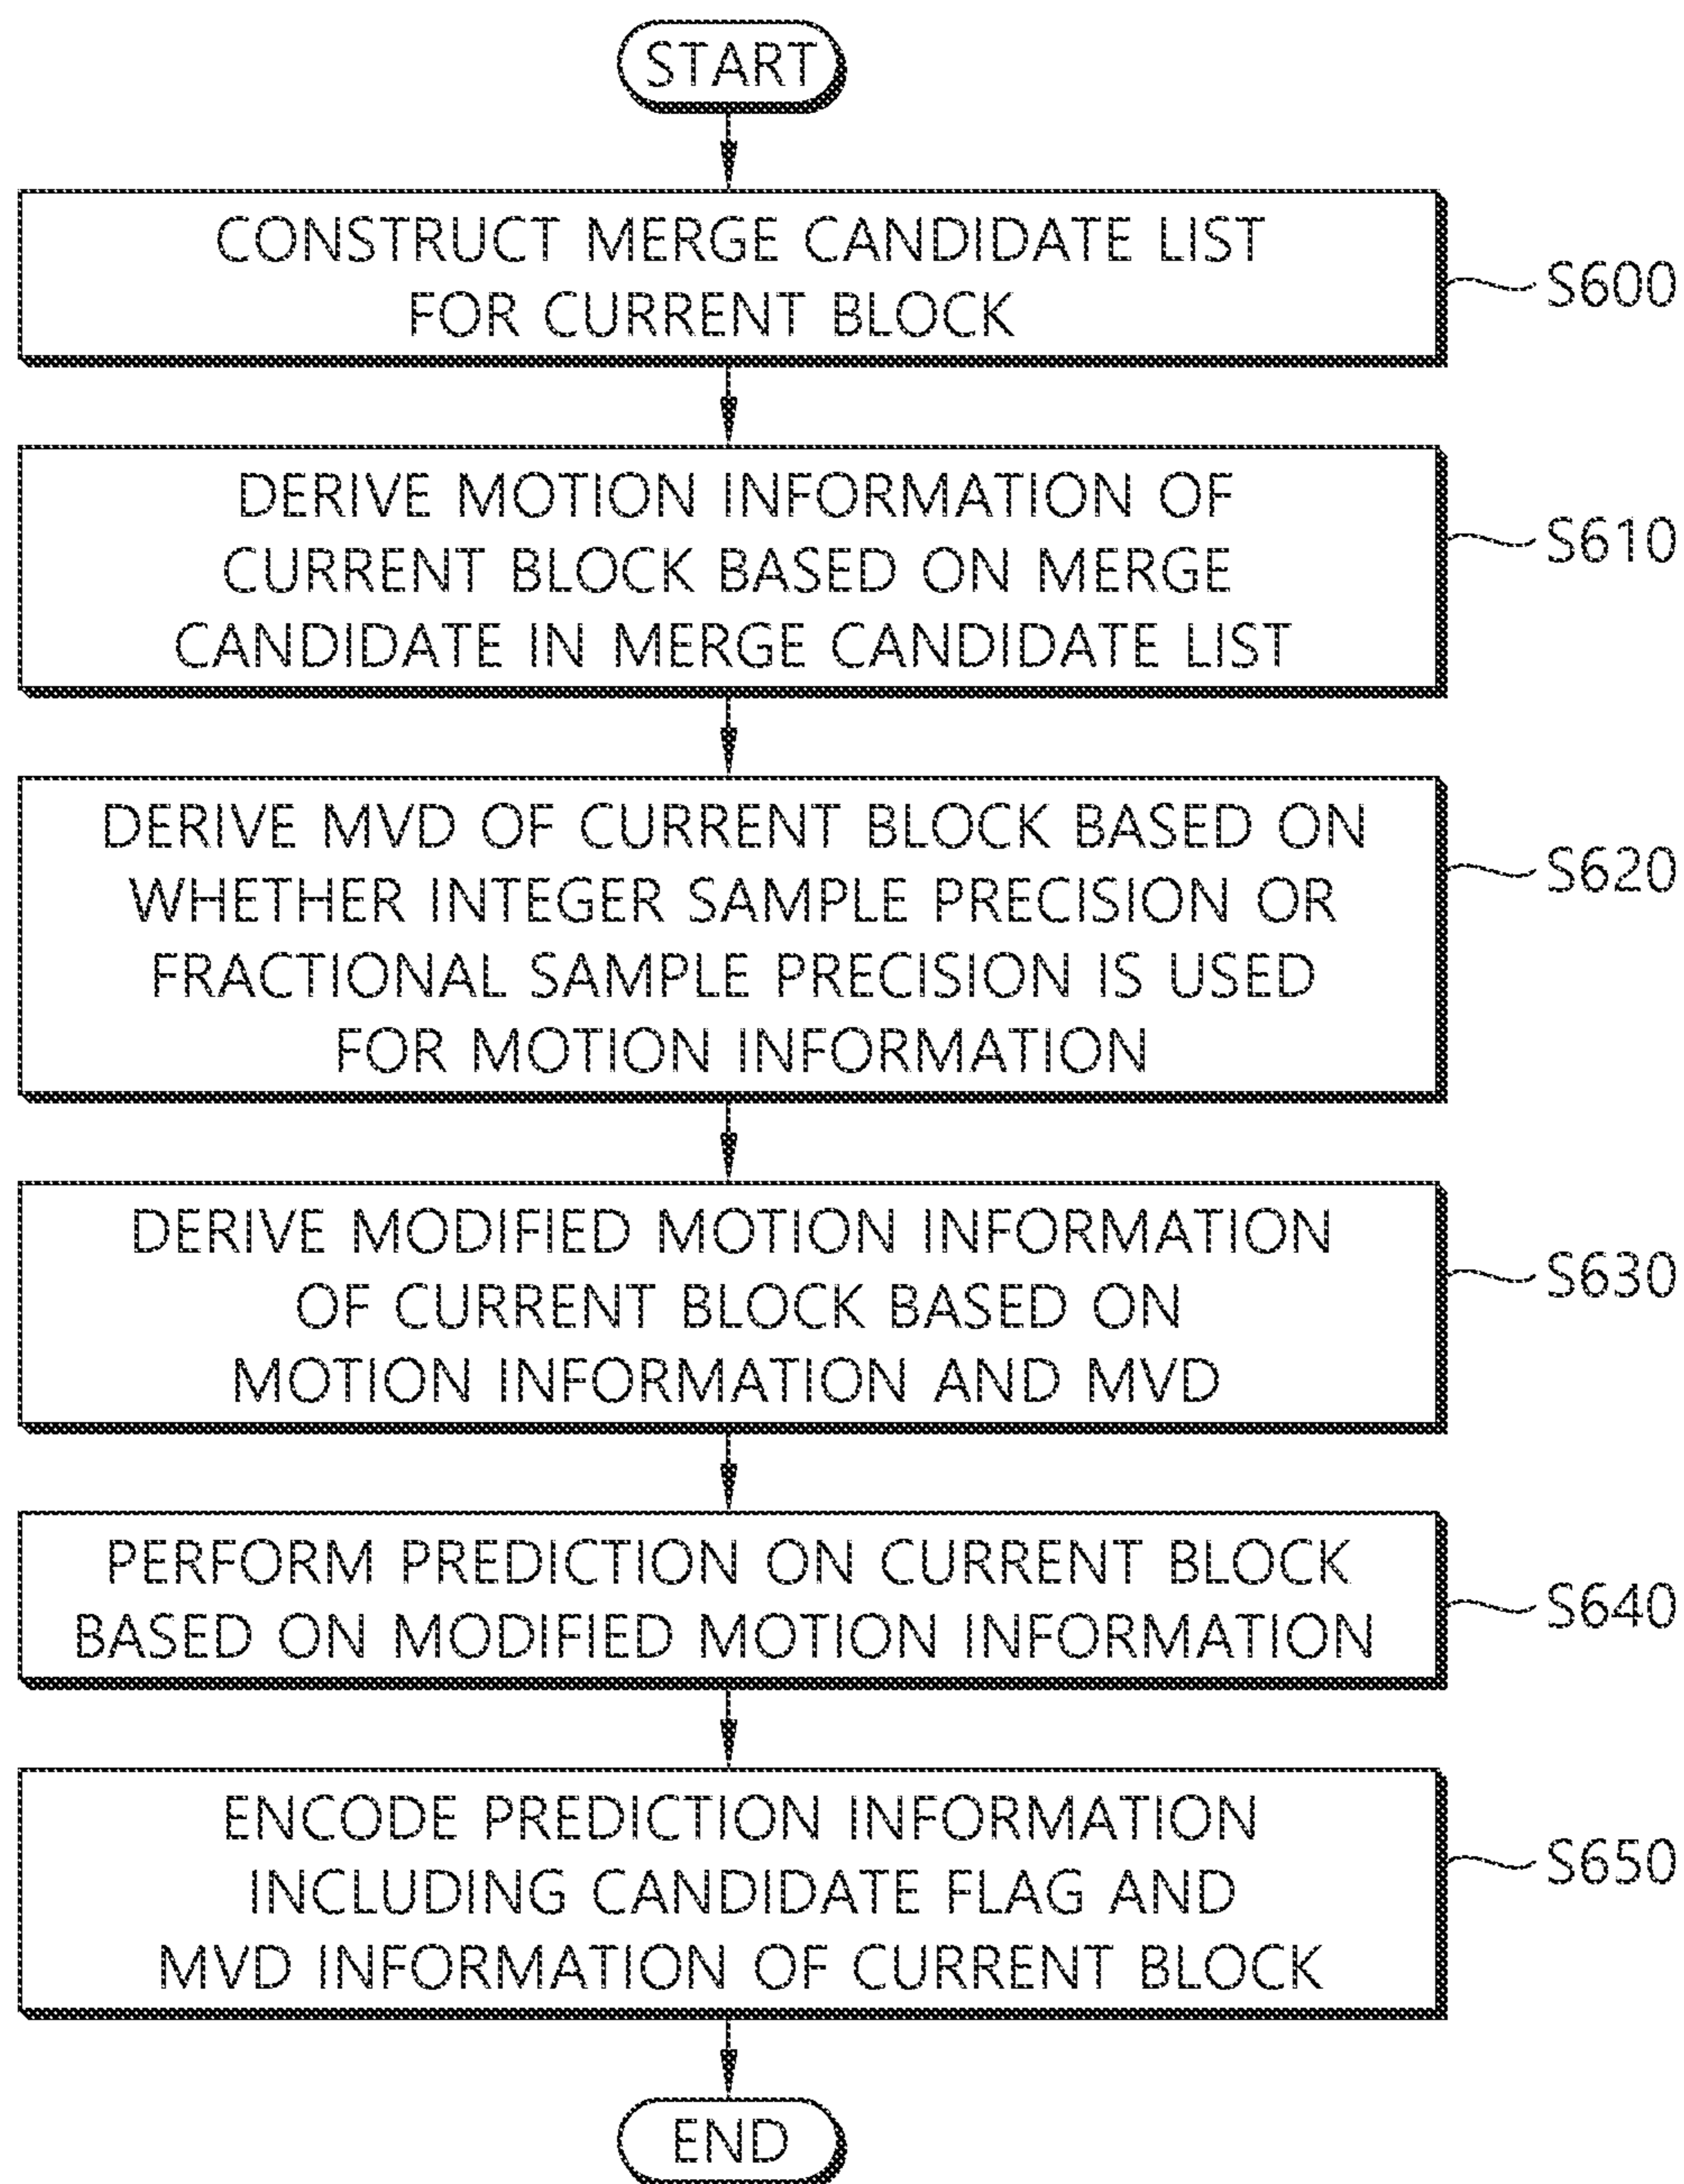 START
CONSTRUCT MERGE CANDIDATE LIST
FOR CURRENT BLOCK
S600
DERIVE MOTION INFORMATION OF
CURRENT BLOCK BASED ON MERGE
CANDIDATE IN MERGE CANDIDATE LIST
S610
DERIVE MVD OF CURRENT BLOCK BASED ON
WHETHER INTEGER SAMPLE PRECISION OR
FRACTIONAL SAMPLE PRECISION IS USED
FOR MOTION INFORMATION
S620
DERIVE MODIFIED MOTION INFORMATION
OF CURRENT BLOCK BASED ON
MOTION INFORMATION AND MVD
S630
PERFORM PREDICTION ON CURRENT BLOCK
BASED ON MODIFIED MOTION INFORMATION
S640
ENCODE PREDICTION INFORMATION
INCLUDING CANDIDATE FLAG AND
MVD INFORMATION OF CURRENT BLOCK
S650
END